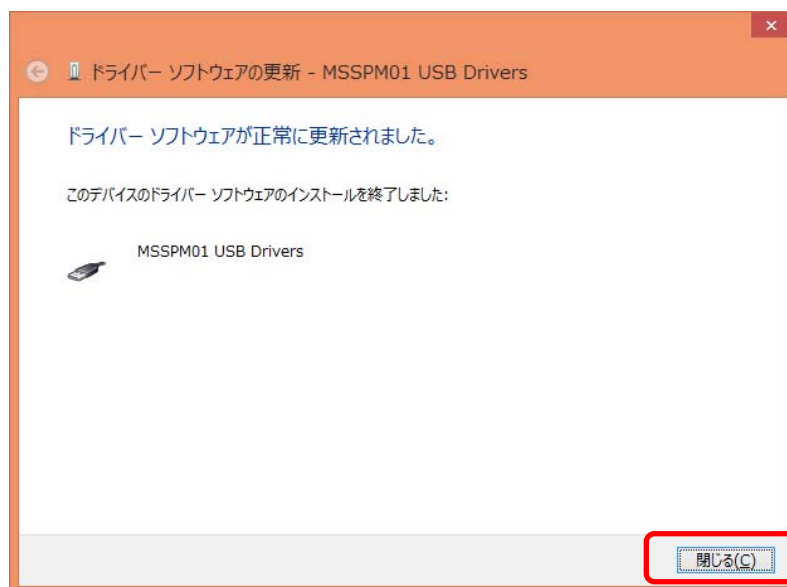 ドライバー ソフトウェアの更新 - MSSPM01 USB Drivers
ドライバー ソフトウェアが正常に更新されました。
このデバイスのドライバー ソフトウェアのインストールを終了しました:
MSSPM01 USB Drivers
閉じる(C)